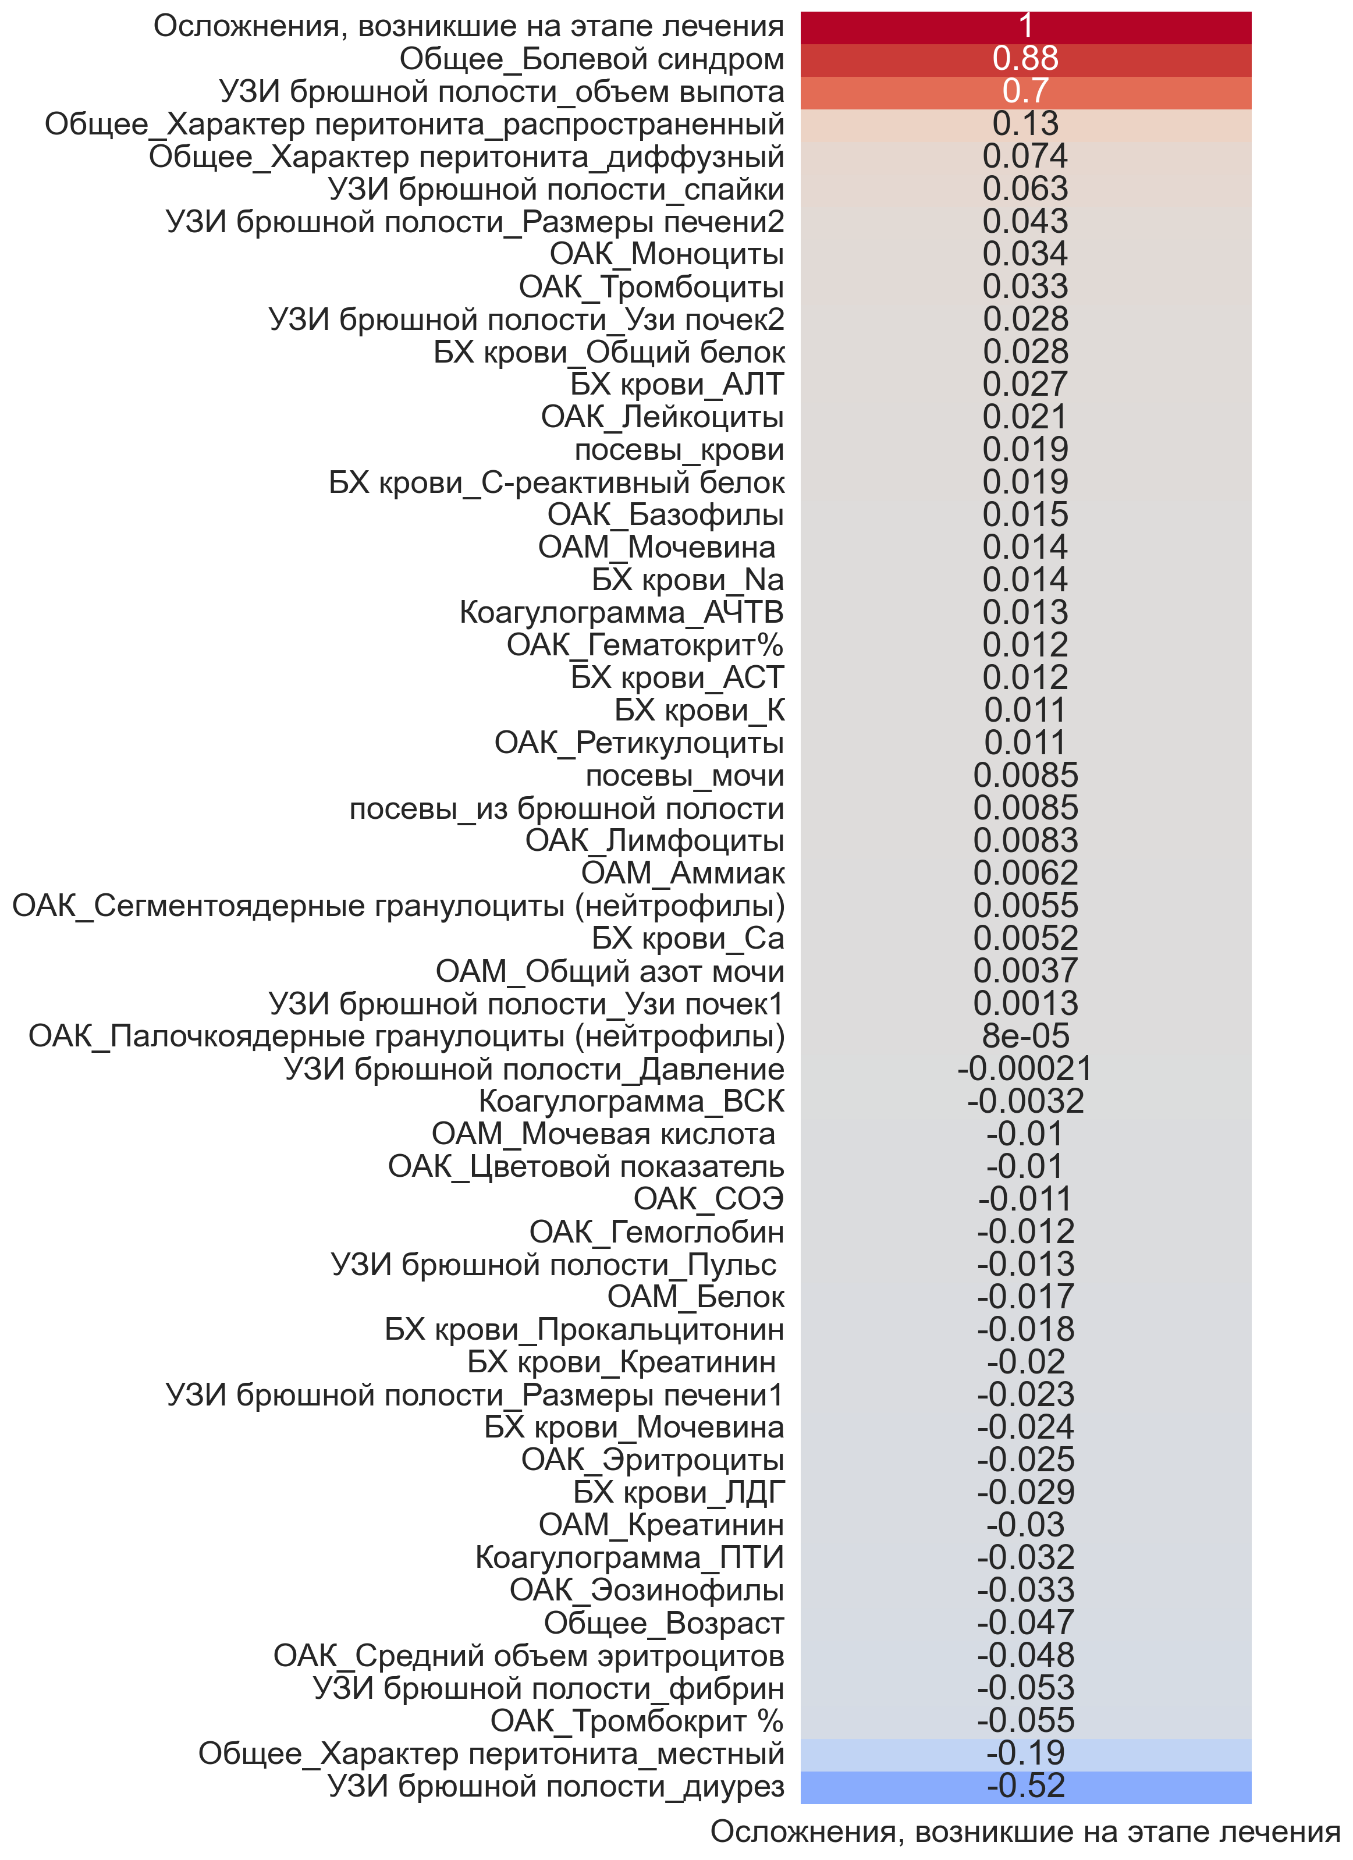 Осложнения, возникшие на этапе лечения 1
Общее_Болевой синдром 0.88
УЗИ брюшной полости_объем выпота 0.7
Общее_Характер перитонита_распространенный 0.13
Общее_Характер перитонита_диффузный 0.074
УЗИ брюшной полости_спайки 0.063
УЗИ брюшной полости_Размеры печени2 0.043
ОАК_Моноциты 0.034
ОАК_Тромбоциты 0.033
УЗИ брюшной полости_Узи почек2 0.028
БХ крови_Общий белок 0.028
БХ крови_АЛТ 0.027
ОАК_Лейкоциты 0.021
посевы_крови 0.019
БХ крови_С-реактивный белок 0.019
ОАК_Базофилы 0.015
ОАМ_Мочевина 0.014
БХ крови_Na 0.014
Коагулограмма_АЧТВ 0.013
ОАК_Гематокрит% 0.012
БХ крови_АСТ 0.012
БХ крови_К 0.011
ОАК_Ретикулоциты 0.011
посевы_мочи 0.0085
посевы_из брюшной полости 0.0085
ОАК_Лимфоциты 0.0083
ОАМ_Аммиак 0.0062
ОАК_Сегментоядерные гранулоциты (нейтрофилы) 0.0055
БХ крови_Ca 0.0052
ОАМ_Общий азот мочи 0.0037
УЗИ брюшной полости_Узи почек1 0.0013
ОАК_Палочкоядерные гранулоциты (нейтрофилы) 8e-05
УЗИ брюшной полости_Давление -0.00021
Коагулограмма_ВСК -0.0032
ОАМ_Мочевая кислота -0.01
ОАК_Цветовой показатель -0.01
ОАК_СОЭ -0.011
ОАК_Гемоглобин -0.012
УЗИ брюшной полости_Пульс -0.013
ОАМ_Белок -0.017
БХ крови_Прокальцитонин -0.018
БХ крови_Креатинин -0.02
УЗИ брюшной полости_Размеры печени1 -0.023
БХ крови_Мочевина -0.024
ОАК_Эритроциты -0.025
БХ крови_ЛДГ -0.029
ОАМ_Креатинин -0.03
Коагулограмма_ПТИ -0.032
ОАК_Эозинофилы -0.033
Общее_Возраст -0.047
ОАК_Средний объем эритроцитов -0.048
УЗИ брюшной полости_фибрин -0.053
ОАК_Тромбокрит % -0.055
Общее_Характер перитонита_местный -0.19
УЗИ брюшной полости_диурез -0.52
Осложнения, возникшие на этапе лечения